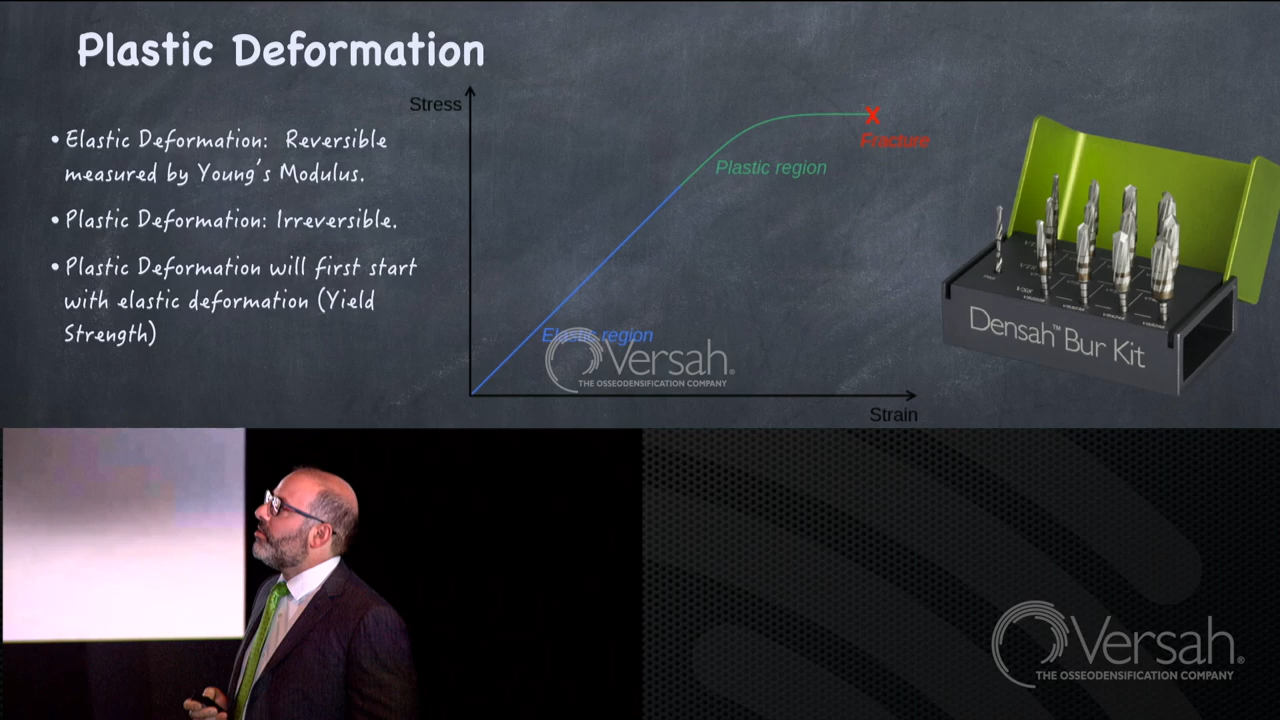 Plastic Deformation
• Elastic Deformation: Reversible
measured by Young's Modulus.
• Plastic Deformation: Irreversible.
• Plastic Deformation will first start
with elastic deformation (Yield
Strength)
Stress
Fracture
Plastic region
Elastic region
Versah®
THE OSSEODENSIFICATION COMPANY
Strain
Densah™ Bur Kit
Versah®
THE OSSEODENSIFICATION COMPANY